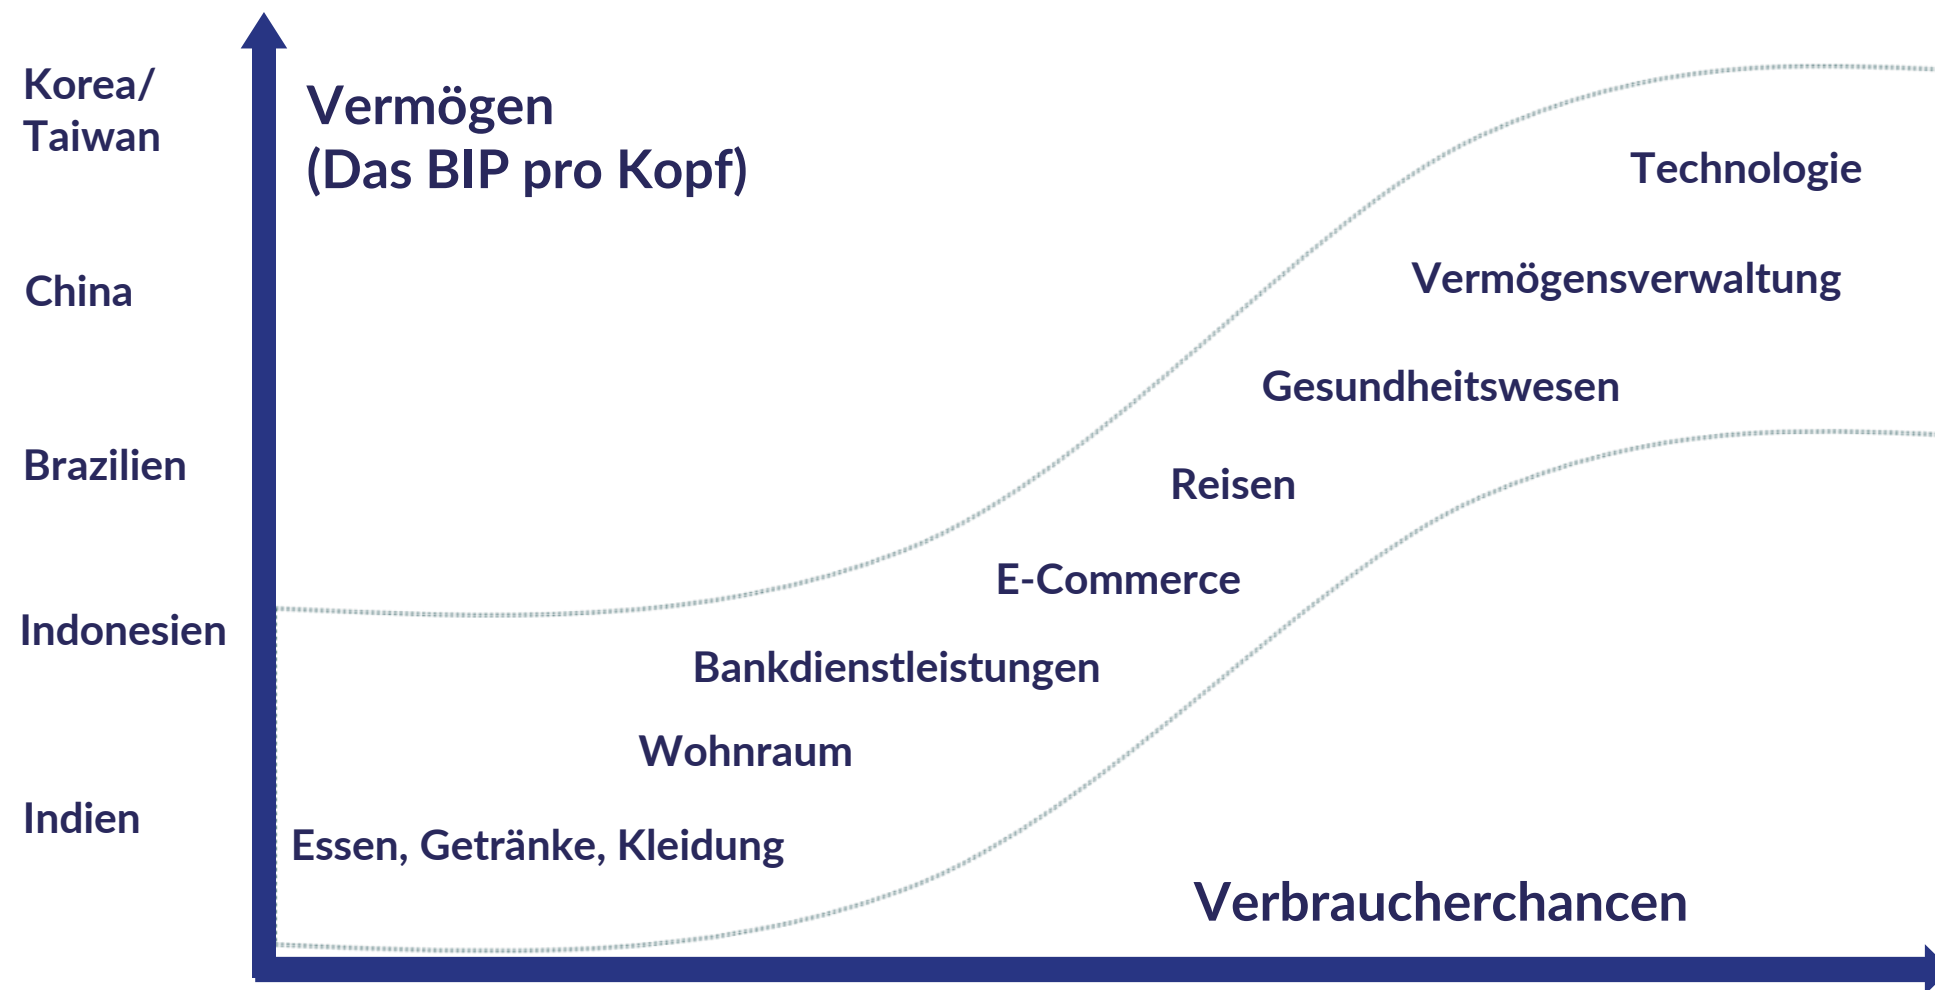 Korea/
Taiwan
Vermögen
(Das BIP pro Kopf)
Technologie
China
Vermögensverwaltung
Gesundheitswesen
Brazilien
Reisen
E-Commerce
Indonesien
Bankdienstleistungen
Wohnraum
Indien
Essen, Getränke, Kleidung
Verbraucherchancen